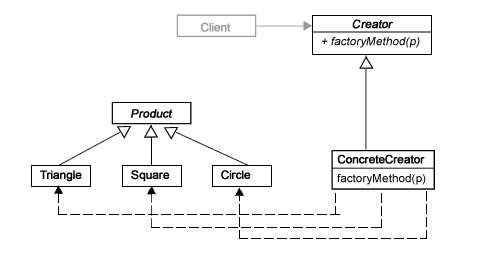 Client
Creator
+ factoryMethod(p)
Product
Triangle
Square
Circle
ConcreteCreator
factoryMethod(p)